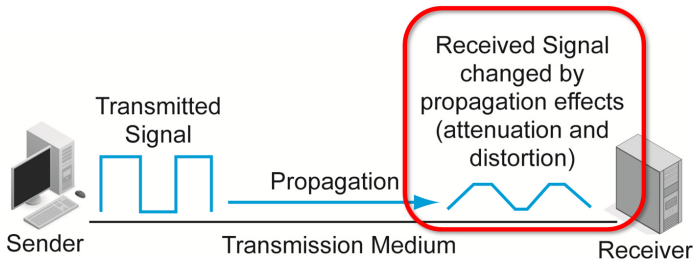 Received Signal
changed by
propagation effects
(attenuation and
distortion)
Transmitted
Signal
Propagation
Sender
Transmission Medium
Receiver